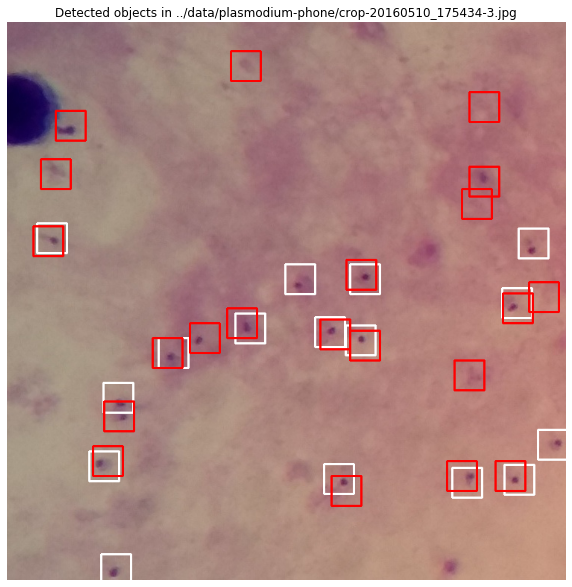 Detected objects in ../data/plasmodium-phone/crop-20160510_175434-3.jpg